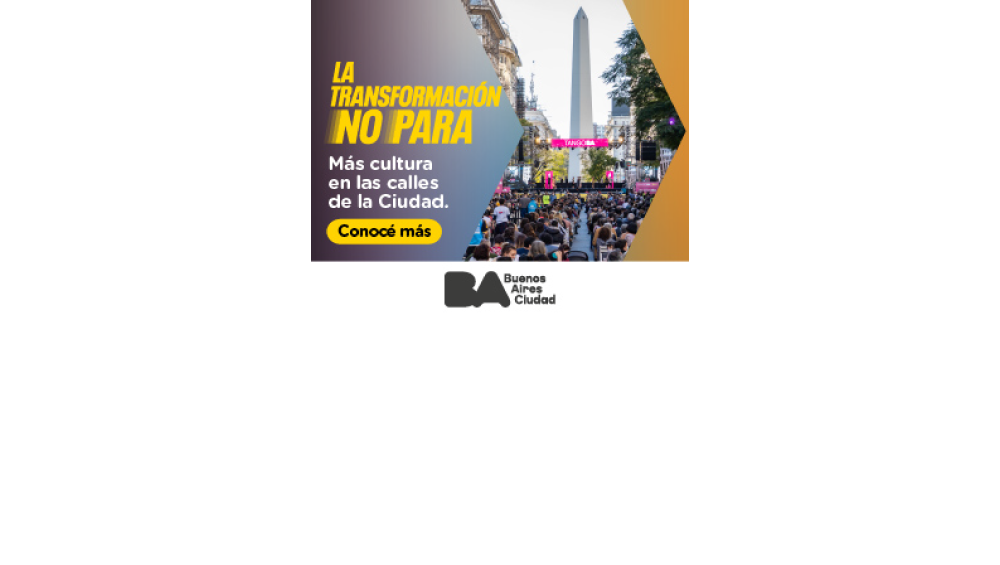 LA
TRANSFORMACIÓN
NO PARA
Más cultura
en las calles
de la Ciudad.
Conocé más
TANGOBA
BA
Buenos
Aires
Ciudad